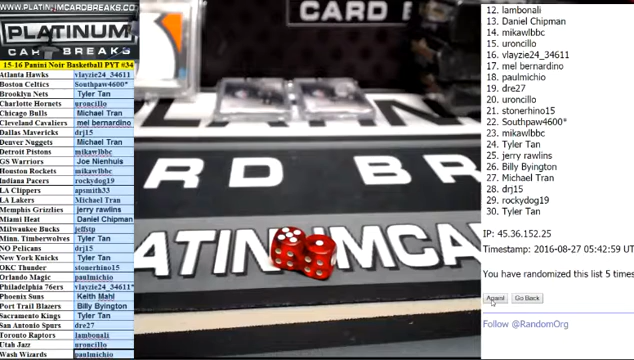 WWW.PLATINUMCARDBREAKS.CO
PLATINUM
CARD BREAKS
15-16 Panini Noir Basketball PYT #34
Atlanta Hawks vlayzie24_34611
Boston Celtics Southpaw4600*
Brooklyn Nets Tyler Tan
Charlotte Hornets uroncillo
Chicago Bulls Michael Tran
Cleveland Cavaliers mel bernardino
Dallas Mavericks drj15
Denver Nuggets Michael Tran
Detroit Pistons mikawlbbc
GS Warriors Joe Nienhuis
Houston Rockets mikawlbbc
Indiana Pacers rockydog19
LA Clippers apsmith33
LA Lakers Michael Tran
Memphis Grizzlies jerry rawlins
Miami Heat Daniel Chipman
Milwaukee Bucks jeffstp
Minn. Timberwolves Tyler Tan
NO Pelicans drj15
New York Knicks Tyler Tan
OKC Thunder stonerhino15
Orlando Magic paulmichio
Philadelphia 76ers vlayzie24_34611*
Phoenix Suns Keith Mahl
Port Trail Blazers Billy Byington
Sacramento Kings Tyler Tan
San Antonio Spurs dre27
Toronto Raptors lambonali
Utah Jazz uroncillo
Wash Wizards paulmichio
MCARDBREA
RD BREA
ATINUMCA
12. lambonali
13. Daniel Chipman
14. mikawlbbc
15. uroncillo
16. vlayzie24_34611
17. mel bernardino
18. paulmichio
19. dre27
20. uroncillo
21. stonerhino15
22. Southpaw4600*
23. mikawlbbc
24. Tyler Tan
25. jerry rawlins
26. Billy Byington
27. Michael Tran
28. drj15
29. rockydog19
30. Tyler Tan
IP: 45.36.152.25
Timestamp: 2016-08-27 05:42:59 UT
You have randomized this list 5 times
Again! Go Back
Follow @RandomOrg